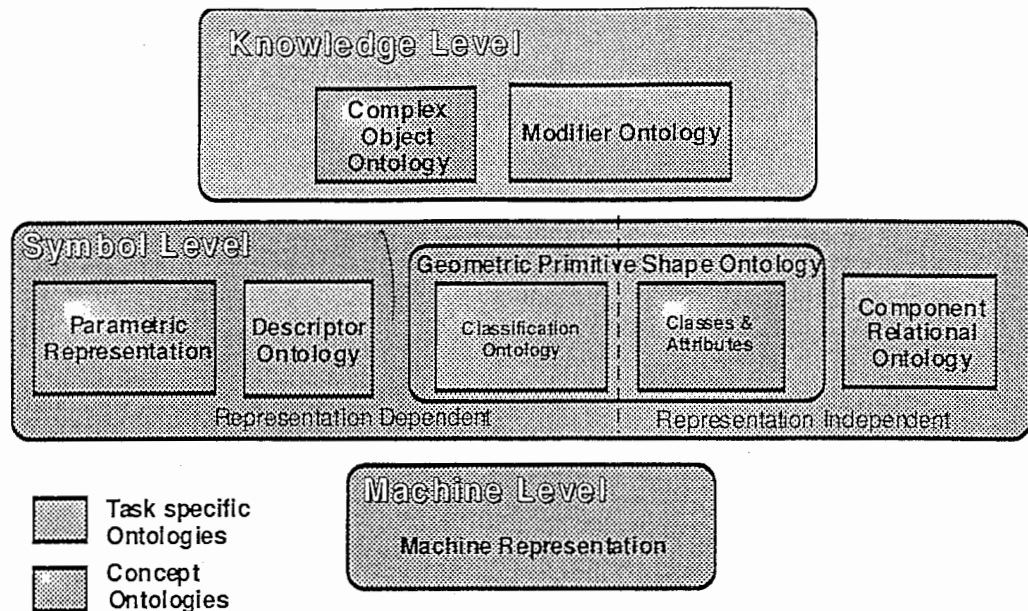 Knowledge Level
Complex
Object
Ontology
Modifier Ontology
Symbol Level
Geometric Primitive Shape Ontology
Parametric
Representation
Descriptor
Ontology
Classification
Ontology
Classes &
Attributes
Component
Relational
Ontology
Representation Dependent
Representation Independent
Machine Level
Machine Representation
Task specific
Ontologies
Concept
Ontologies